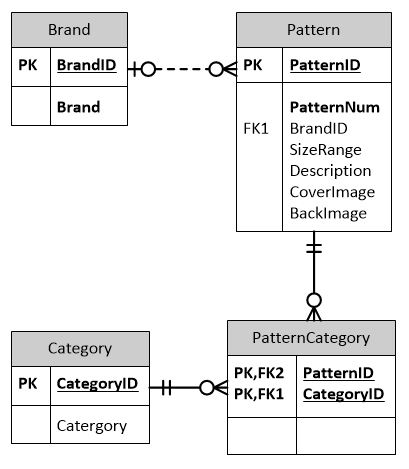 Brand
PK BrandID
Brand
Pattern
PK PatternID
PatternNum
FK1 BrandID
SizeRange
Description
CoverImage
BackImage
Category
PK CategoryID
Catergory
PatternCategory
PK,FK2 PatternID
PK,FK1 CategoryID